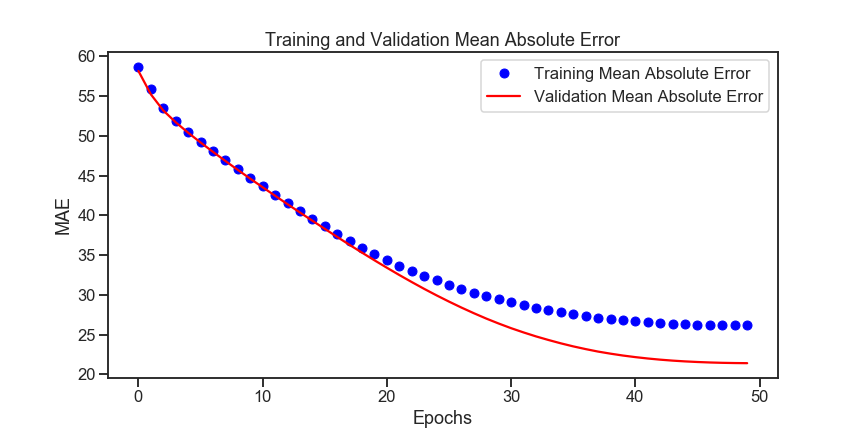 Training and Validation Mean Absolute Error
60
55
50
45
40
35
30
25
20
MAE
Training Mean Absolute Error
Validation Mean Absolute Error
0 10 20 30 40 50
Epochs